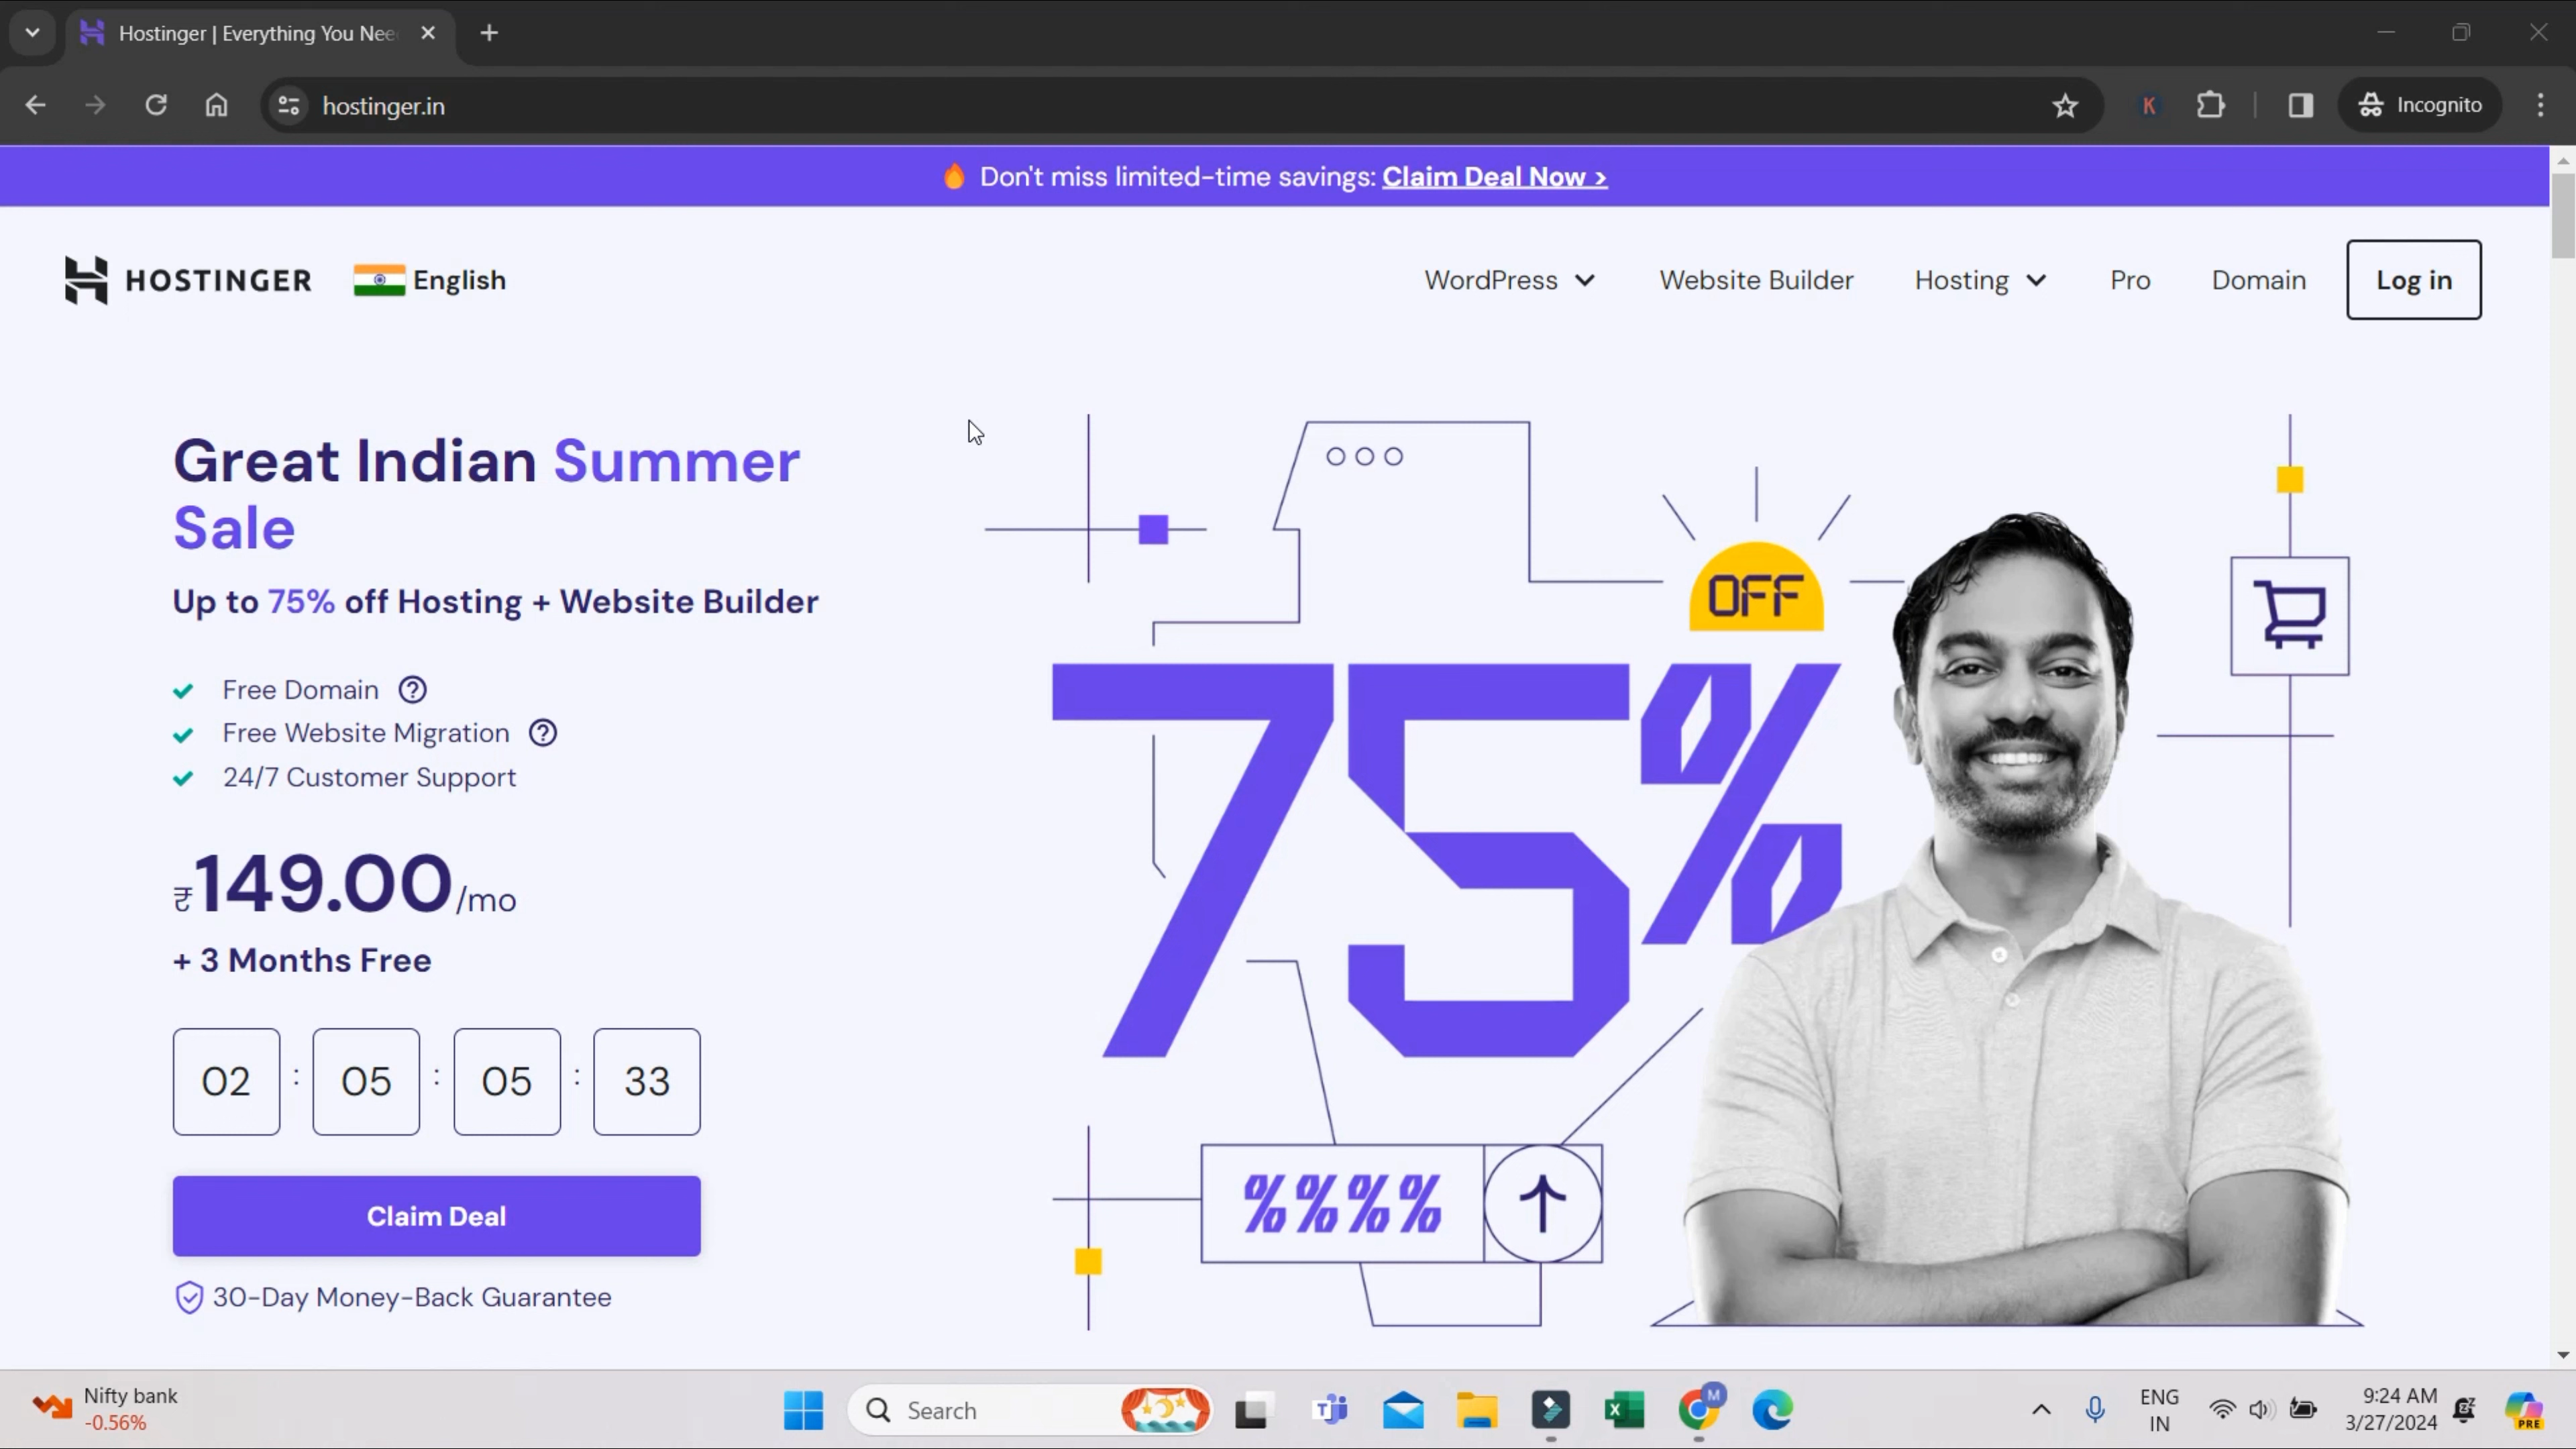 Hostinger | Everything You Nee
hostinger.in
K
Incognito
🔥 Don't miss limited-time savings: Claim Deal Now >
HOSTINGER English
WordPress Website Builder Hosting Pro Domain Log in
Great Indian Summer
Sale
Up to 75% off Hosting + Website Builder
Free Domain ?
Free Website Migration ?
24/7 Customer Support
₹149.00/mo
+ 3 Months Free
02 : 05 : 05 : 33
Claim Deal
30-Day Money-Back Guarantee
OFF
75%
%%%%
Nifty bank
-0.56%
Search
M
ENG
IN
9:24 AM
3/27/2024
PRE